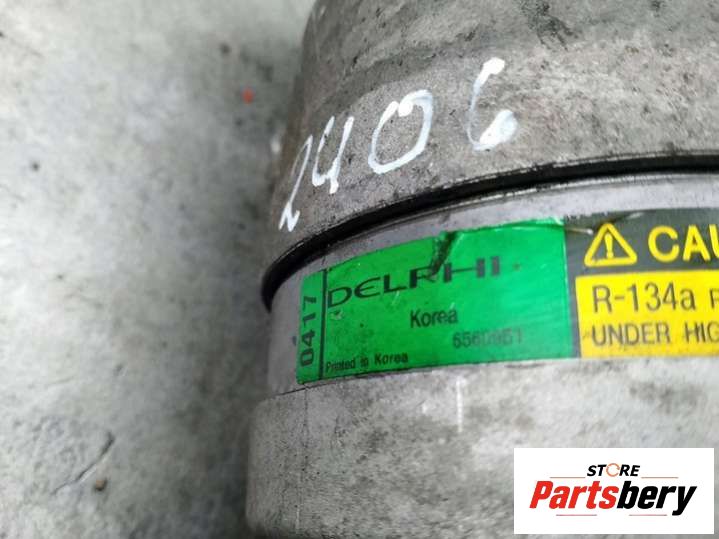 2406
0417
DELPHI
Korea
Printed in Korea
CAU
R-134a
UNDER HIG
STORE
Partsbery